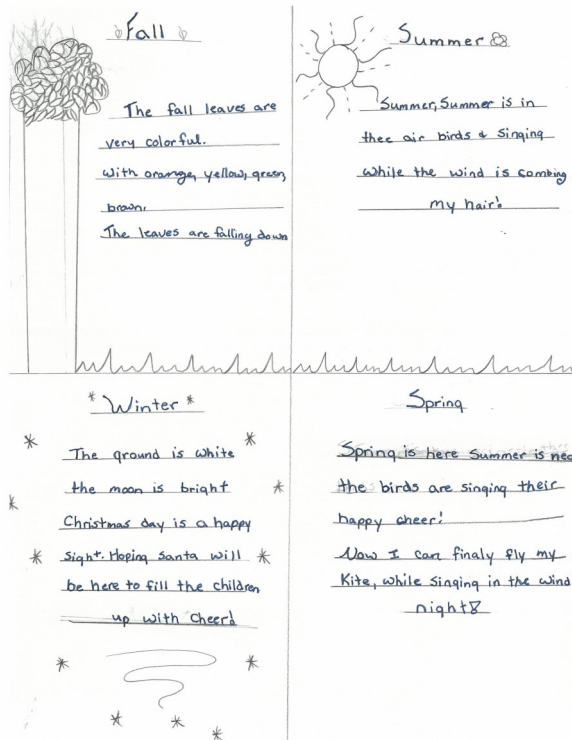 Fall
The fall leaves are
very colorful.
with orange, yellow, green,
brown.
The leaves are falling down
Summer
Summer, Summer is in
thee air birds & singing
while the wind is combing
my hair!
*Winter*
The ground is white
the moon is bright
Christmas day is a happy
sight. Hoping Santa will
be here to fill the children
up with Cheer!
Spring
Spring is here Summer is
the birds are singing their
happy cheer!
Now I can finaly fly my
Kite, while singing in the wind
night!